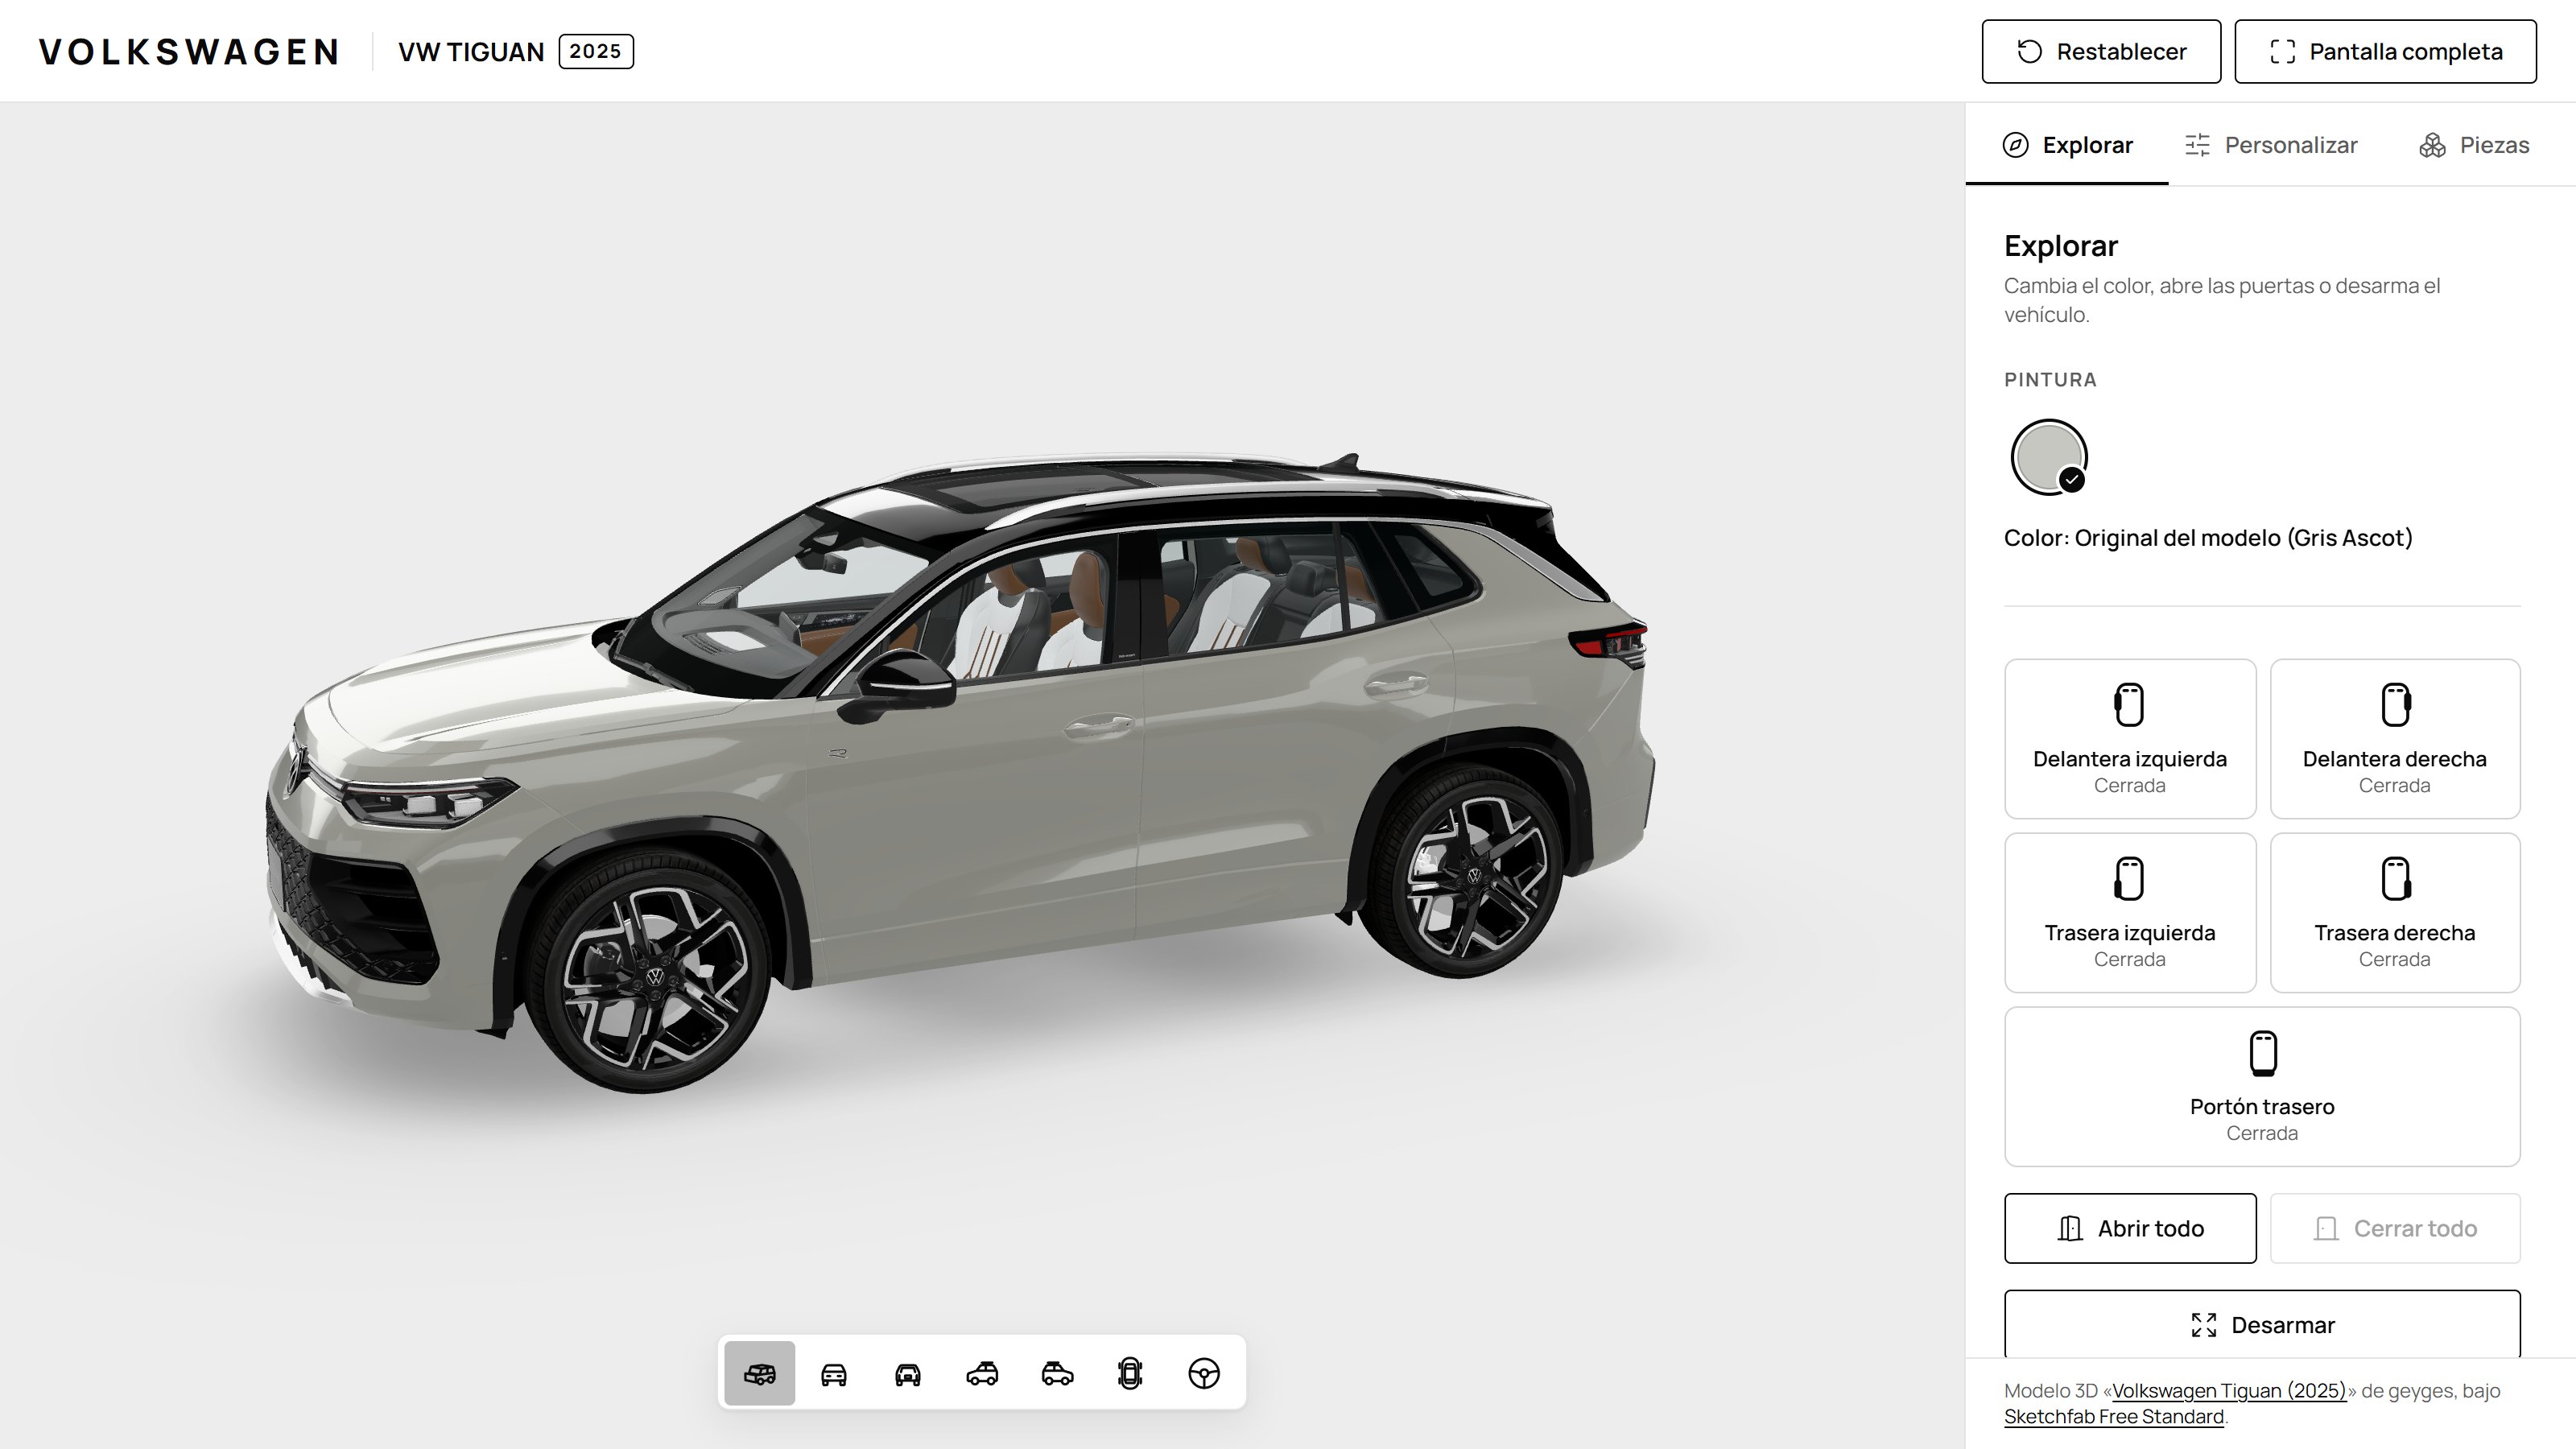 VOLKSWAGEN
VW TIGUAN
2025
Restablecer
Pantalla completa
Explorar
Personalizar
Piezas
Explorar
Cambia el color, abre las puertas o desarma el
vehículo.
PINTURA
Color: Original del modelo (Gris Ascot)
Delantera izquierda
Cerrada
Delantera derecha
Cerrada
Trasera izquierda
Cerrada
Trasera derecha
Cerrada
Portón trasero
Cerrada
Abrir todo
Cerrar todo
Desarmar
Modelo 3D «Volkswagen Tiguan (2025)» de geyges, bajo
Sketchfab Free Standard.